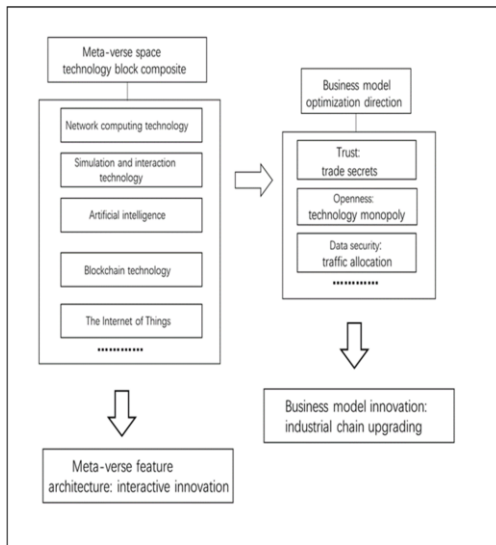 Meta-verse space
technology block composite
Network computing technology
Simulation and interaction
technology
Artificial intelligence
Blockchain technology
The Internet of Things
…………
Meta-verse feature
architecture: interactive innovation
Business model
optimization direction
Trust:
trade secrets
Openness:
technology monopoly
Data security:
traffic allocation
…………
Business model innovation:
industrial chain upgrading